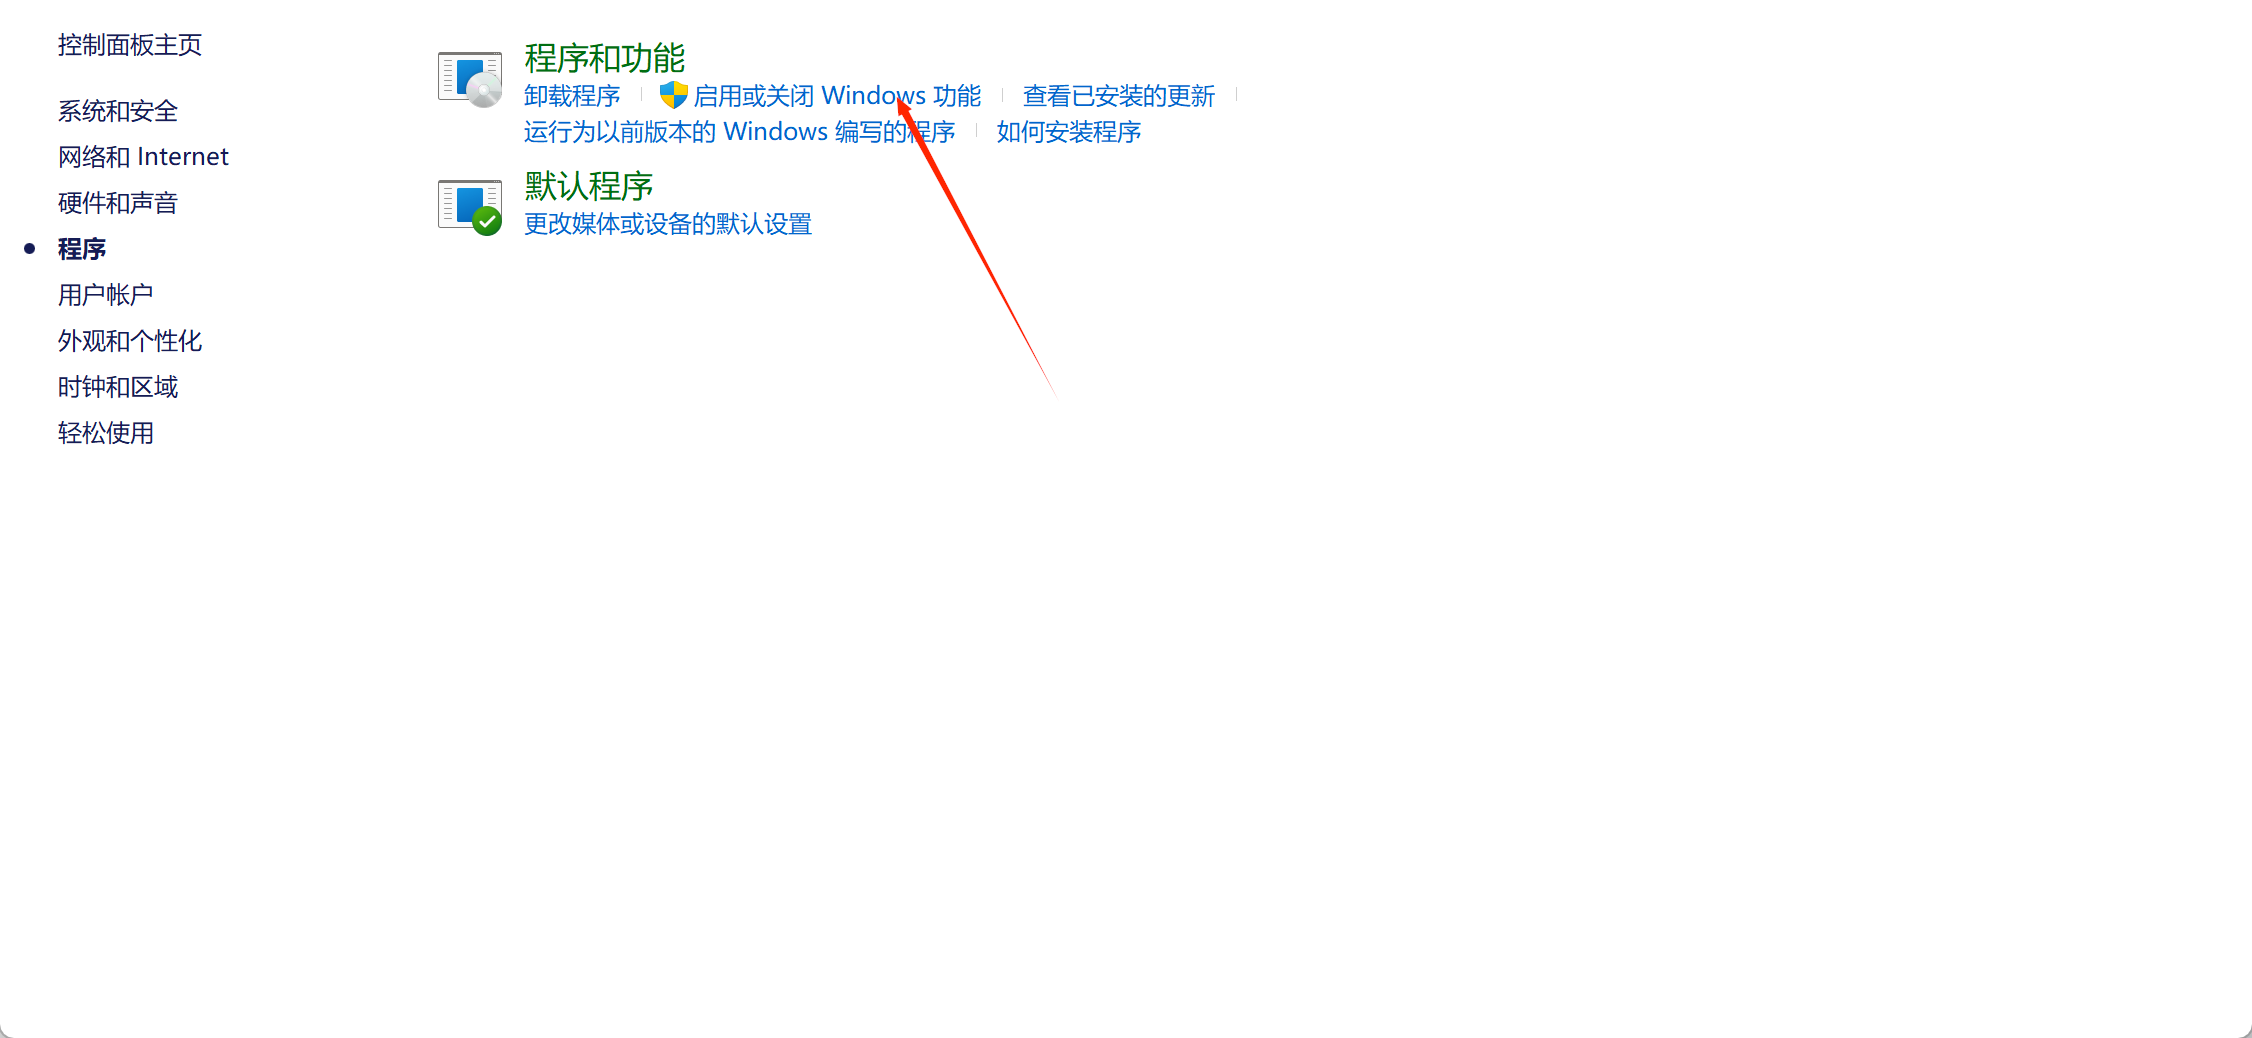 控制面板主页
系统和安全
网络和 Internet
硬件和声音
程序
用户帐户
外观和个性化
时钟和区域
轻松使用
程序和功能
卸载程序 启用或关闭 Windows 功能 查看已安装的更新
运行为以前版本的 Windows 编写的程序 如何安装程序
默认程序
更改媒体或设备的默认设置